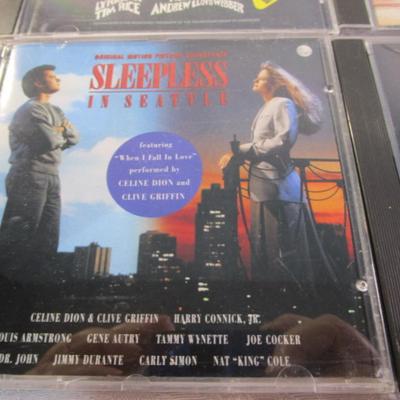 LYRICS
TIM RICE
ANDREW LLOYD WEBBER
ORIGINAL MOTION PICTURE SOUNDTRACK
SLEEPLESS
IN SEATTLE
featuring
"When I Fall In Love"
performed by
CELINE DION and
CLIVE GRIFFIN
CELINE DION & CLIVE GRIFFIN HARRY CONNICK, JR.
OUIS ARMSTRONG GENE AUTRY TAMMY WYNETTE JOE COCKER
DR. JOHN JIMMY DURANTE CARLY SIMON NAT "KING" COLE